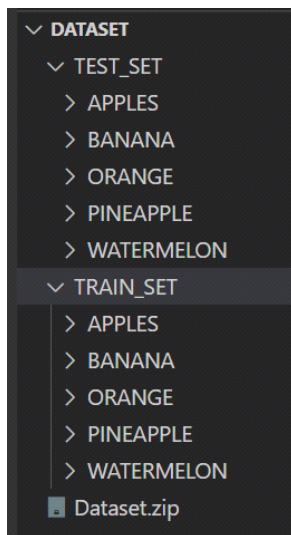 DATASET
TEST_SET
APPLES
BANANA
ORANGE
PINEAPPLE
WATERMELON
TRAIN_SET
APPLES
BANANA
ORANGE
PINEAPPLE
WATERMELON
Dataset.zip